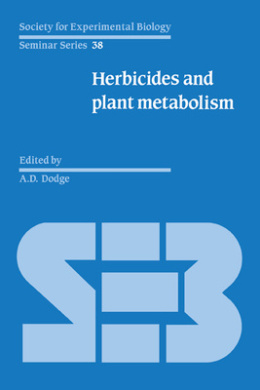 Society for Experimental Biology
Seminar Series 38
Herbicides and
plant metabolism
Edited by
A.D. Dodge
SEB